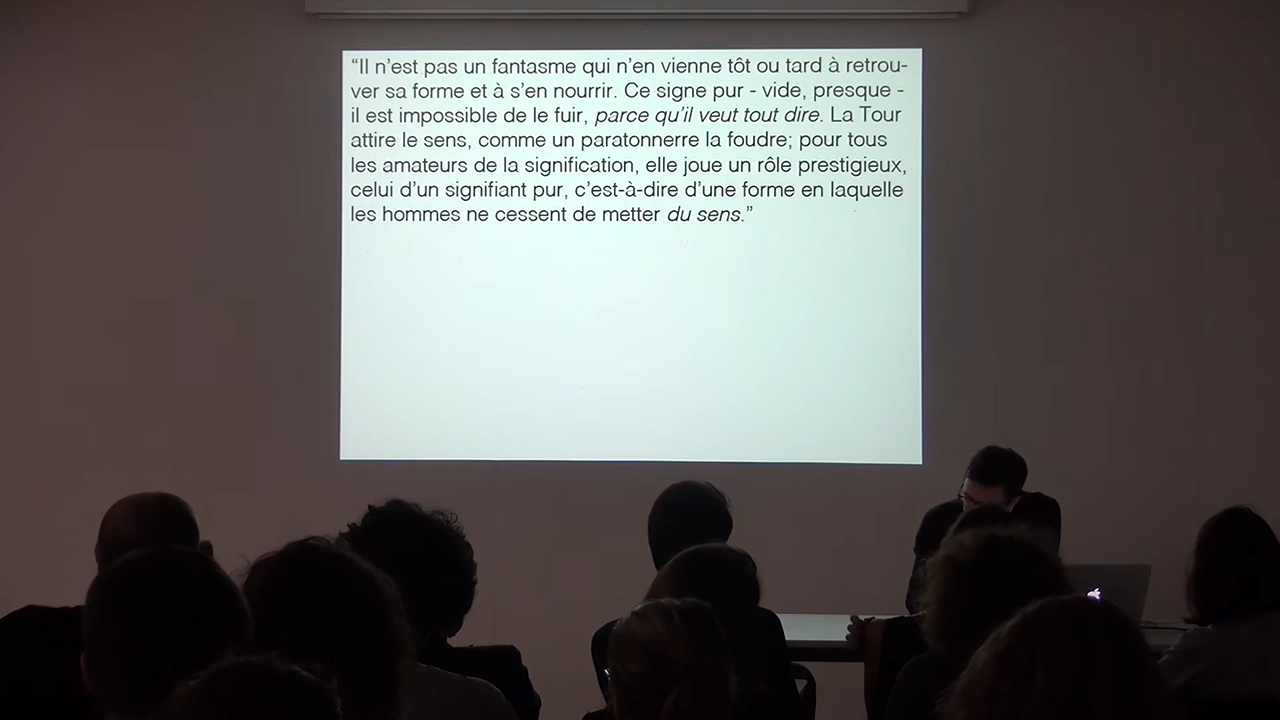 “Il n’est pas un fantasme qui n’en vienne tôt ou tard à retrou-
ver sa forme et à s’en nourrir. Ce signe pur - vide, presque -
il est impossible de le fuir, parce qu’il veut tout dire. La Tour
attire le sens, comme un paratonnerre la foudre; pour tous
les amateurs de la signification, elle joue un rôle prestigieux,
celui d’un signifiant pur, c’est-à-dire d’une forme en laquelle
les hommes ne cessent de metter du sens.”